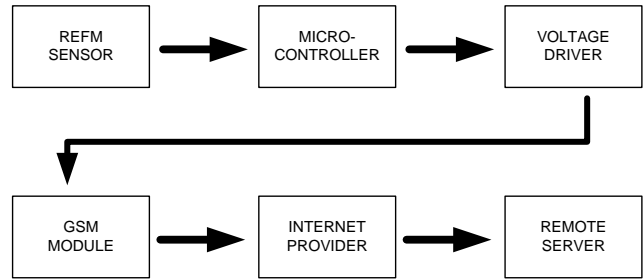 REFM
SENSOR
MICRO-
CONTROLLER
VOLTAGE
DRIVER
GSM
MODULE
INTERNET
PROVIDER
REMOTE
SERVER